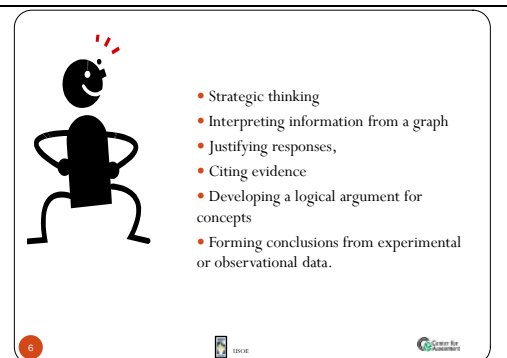 • Strategic thinking
• Interpreting information from a graph
• Justifying responses,
• Citing evidence
• Developing a logical argument for
concepts
• Forming conclusions from experimental
or observational data.
6
USOE
Center for
Assessment